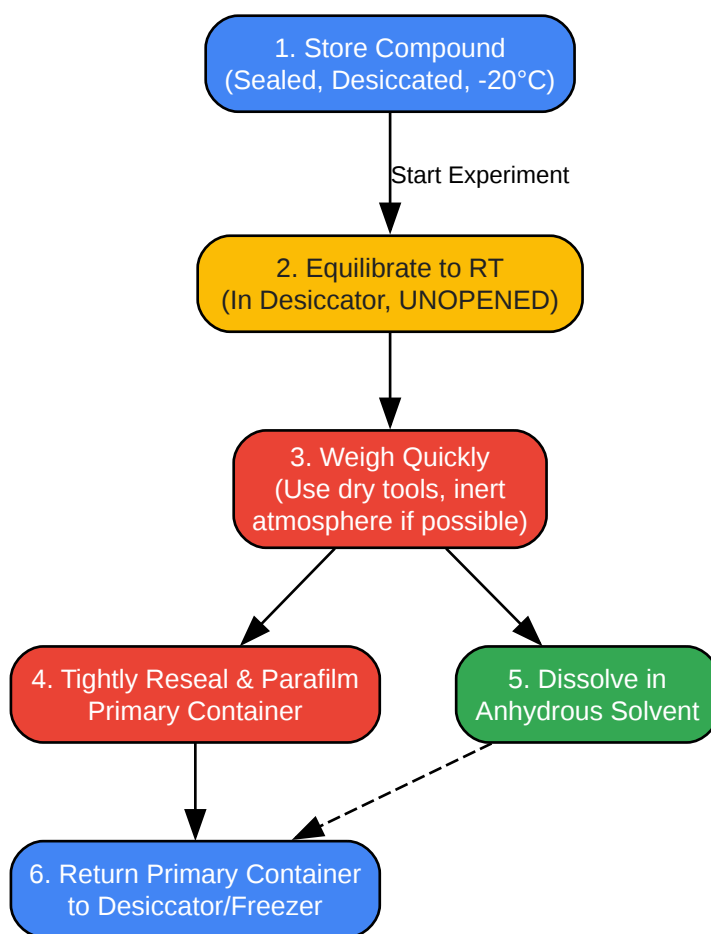 1. Store Compound
(Sealed, Desiccated, -20°C)
Start Experiment
2. Equilibrate to RT
(In Desiccator, UNOPENED)
3. Weigh Quickly
(Use dry tools, inert
atmosphere if possible)
4. Tightly Reseal & Parafilm
Primary Container
5. Dissolve in
Anhydrous Solvent
6. Return Primary Container
to Desiccator/Freezer